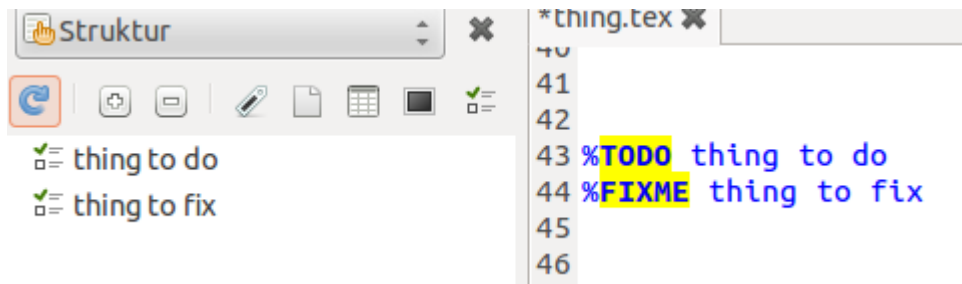 Struktur
thing to do
thing to fix
*thing.tex
40
41
42
43 %TODO thing to do
44 %FIXME thing to fix
45
46